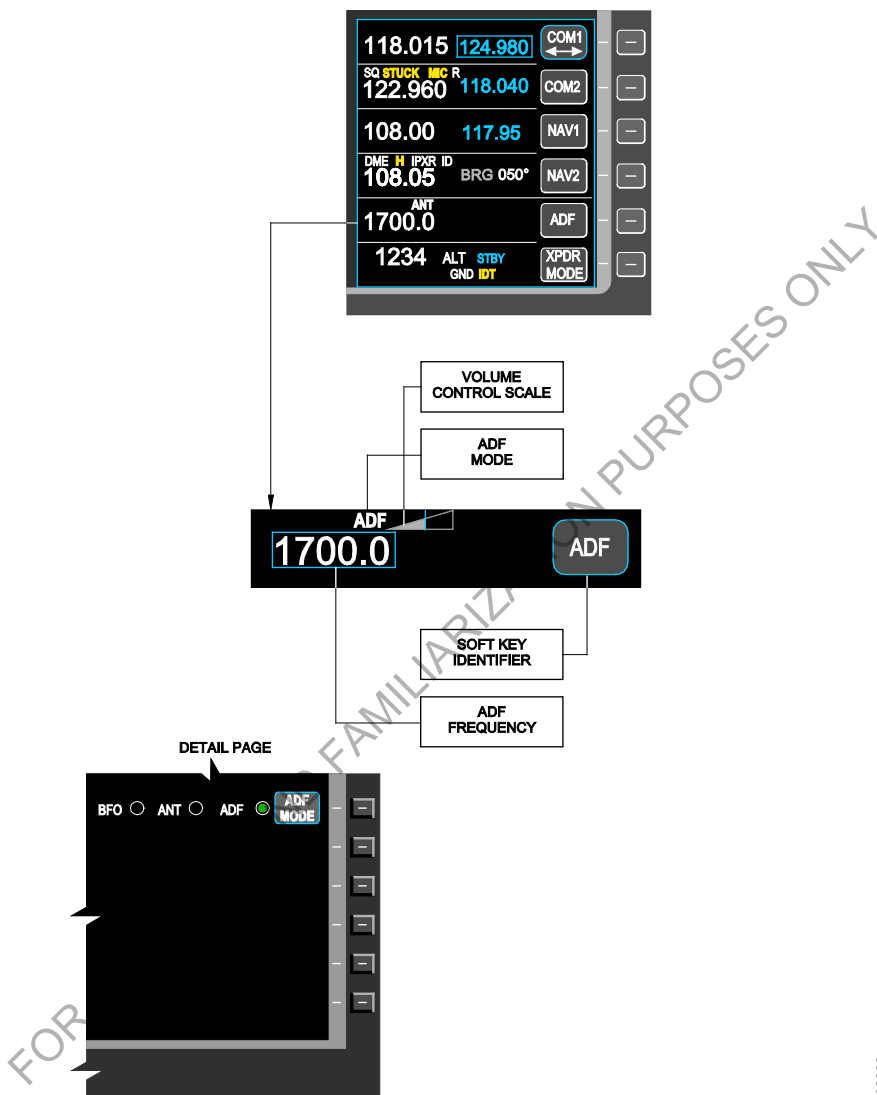 118.015 124.980 COM1
SQ STUCK MIC R
122.960 118.040 COM2
108.00 117.95 NAV1
DME H IPXR ID
108.05 BRG 050° NAV2
ANT
1700.0 ADF
1234 ALT STBY XPDR
GND IDT MODE
VOLUME
CONTROL SCALE
ADF
MODE
ADF
1700.0 ADF
SOFT KEY
IDENTIFIER
ADF
FREQUENCY
DETAIL PAGE
BFO ANT ADF ADF
MODE
FOR FAMILIARIZATION PURPOSES ONLY